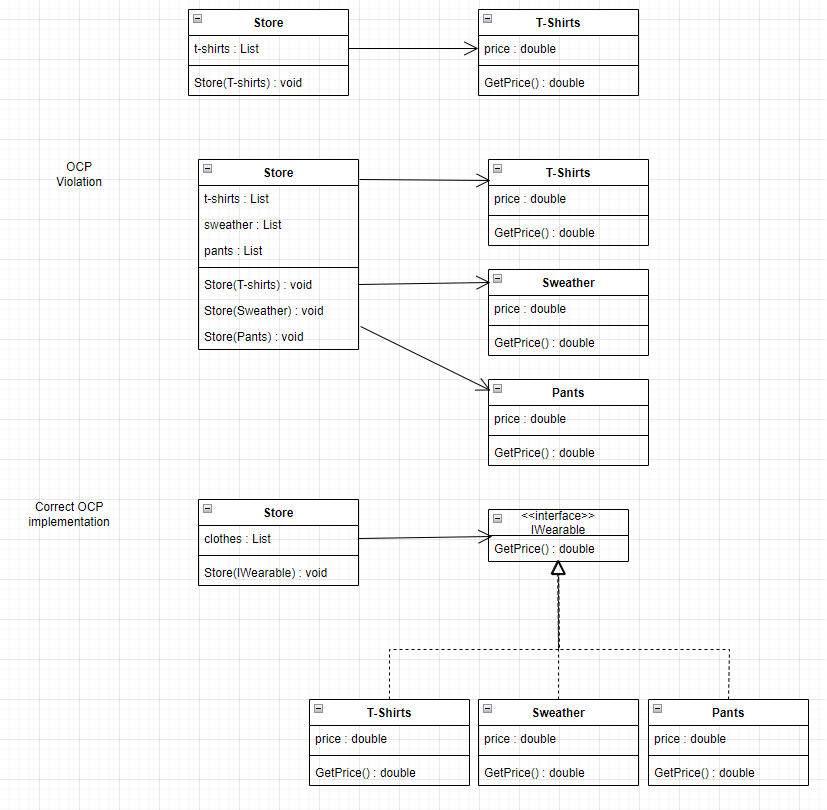 Store
t-shirts : List
Store(T-shirts) : void
T-Shirts
price : double
GetPrice() : double
OCP
Violation
Store
t-shirts : List
sweather : List
pants : List
Store(T-shirts) : void
Store(Sweather) : void
Store(Pants) : void
T-Shirts
price : double
GetPrice() : double
Sweather
price : double
GetPrice() : double
Pants
price : double
GetPrice() : double
Correct OCP
implementation
Store
clothes : List
Store(IWearable) : void
<<interface>>
IWearable
GetPrice() : double
T-Shirts
price : double
GetPrice() : double
Sweather
price : double
GetPrice() : double
Pants
price : double
GetPrice() : double